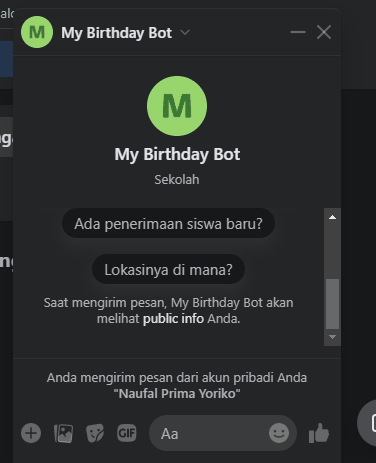 M My Birthday Bot
M
My Birthday Bot
Sekolah
Ada penerimaan siswa baru?
Lokasinya di mana?
Saat mengirim pesan, My Birthday Bot akan
melihat public info Anda.
Anda mengirim pesan dari akun pribadi Anda
"Naufal Prima Yoriko"
GIF Aa